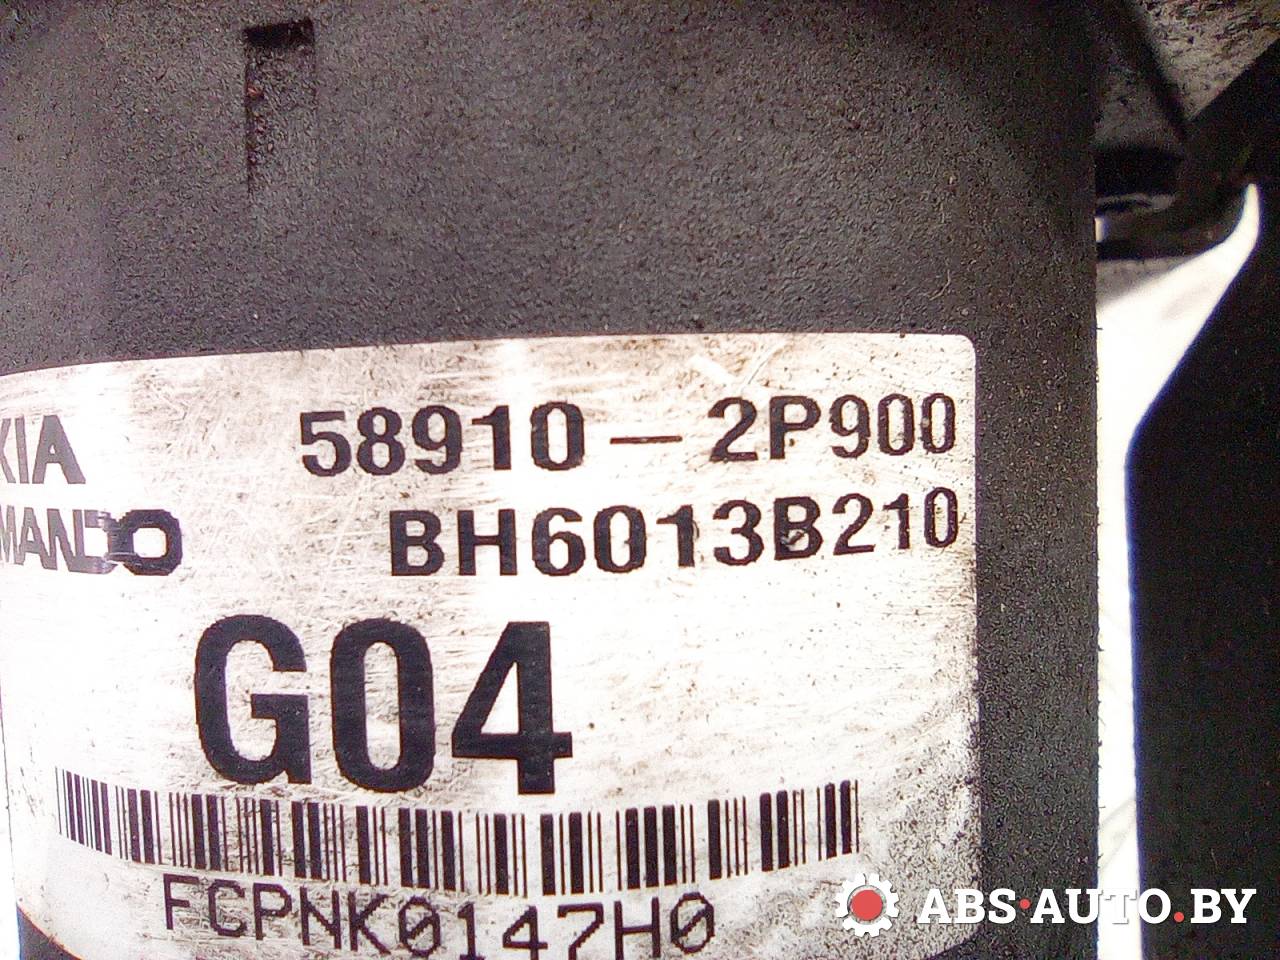 KIA 58910-2P900
MANDO BH6013B210
G04
FCPNK0147H0
ABS·AUTO.BY